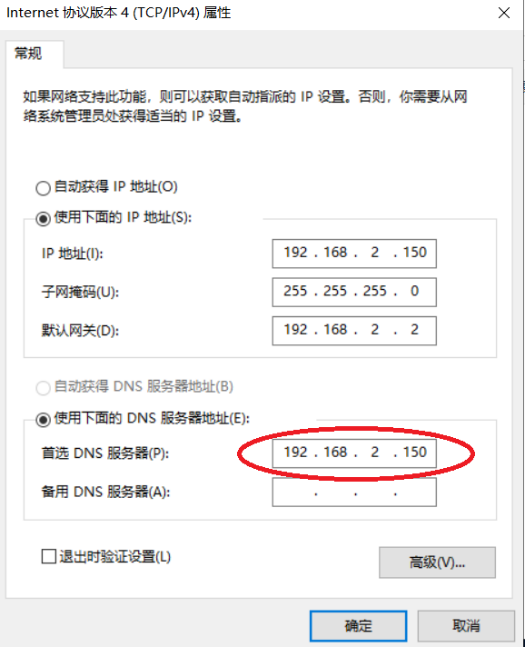 Internet 协议版本 4 (TCP/IPv4) 属性
常规
如果网络支持此功能，则可以获取自动指派的 IP 设置。否则，你需要从网
络系统管理员处获得适当的 IP 设置。
自动获得 IP 地址(O)
使用下面的 IP 地址(S):
IP 地址(I): 192 . 168 . 2 . 150
子网掩码(U): 255 . 255 . 255 . 0
默认网关(D): 192 . 168 . 2 . 2
自动获得 DNS 服务器地址(B)
使用下面的 DNS 服务器地址(E):
首选 DNS 服务器(P): 192 . 168 . 2 . 150
备用 DNS 服务器(A): . . .
退出时验证设置(L)
高级(V)...
确定 取消